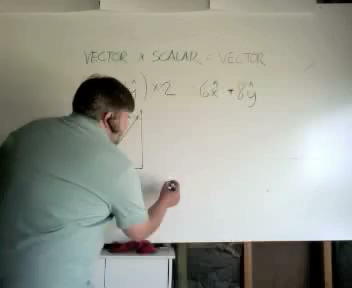 VECTOR × SCALAR = VECTOR
ŷ) × 2 6x̂ + 8ŷ